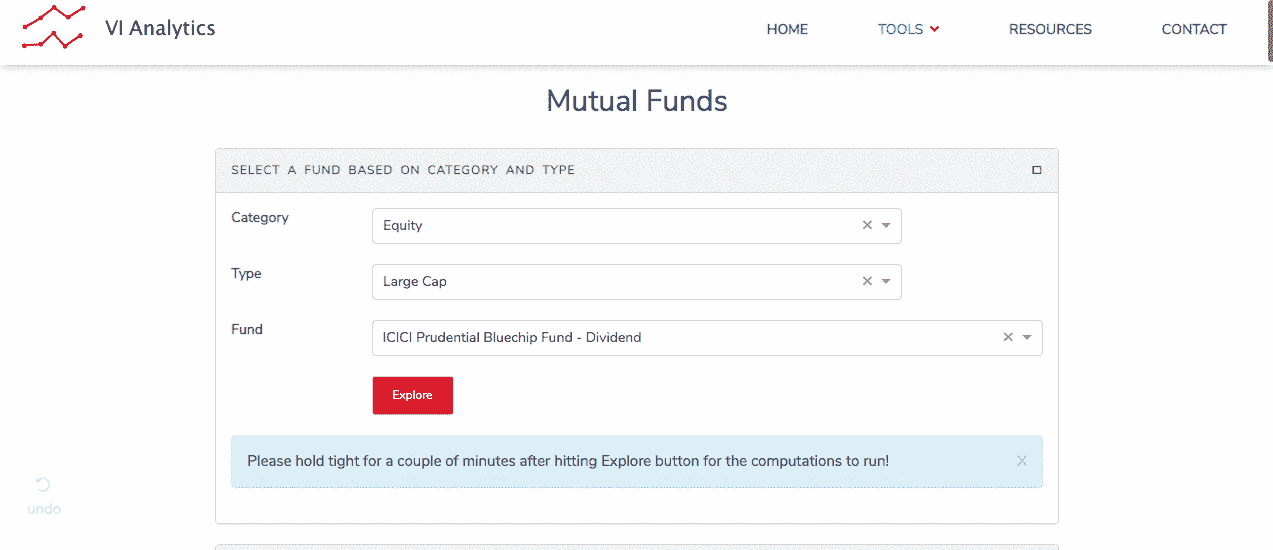 VI Analytics
HOME TOOLS RESOURCES CONTACT
Mutual Funds
SELECT A FUND BASED ON CATEGORY AND TYPE
Category Equity
Type Large Cap
Fund ICICI Prudential Bluechip Fund - Dividend
Explore
Please hold tight for a couple of minutes after hitting Explore button for the computations to run! X
undo